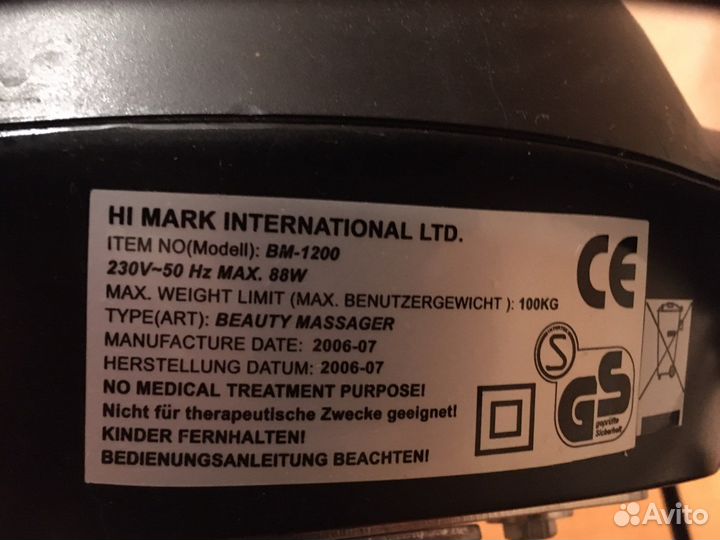 HI MARK INTERNATIONAL LTD.
ITEM NO(Modell): BM-1200
230V~50 Hz MAX. 88W
MAX. WEIGHT LIMIT (MAX. BENUTZERGEWICHT ): 100KG
TYPE(ART): BEAUTY MASSAGER
MANUFACTURE DATE: 2006-07
HERSTELLUNG DATUM: 2006-07
NO MEDICAL TREATMENT PURPOSE!
Nicht für therapeutische Zwecke geeignet!
KINDER FERNHALTEN!
BEDIENUNGSANLEITUNG BEACHTEN!
CE
S
GS
geprüfte
Sicherheit
Avito